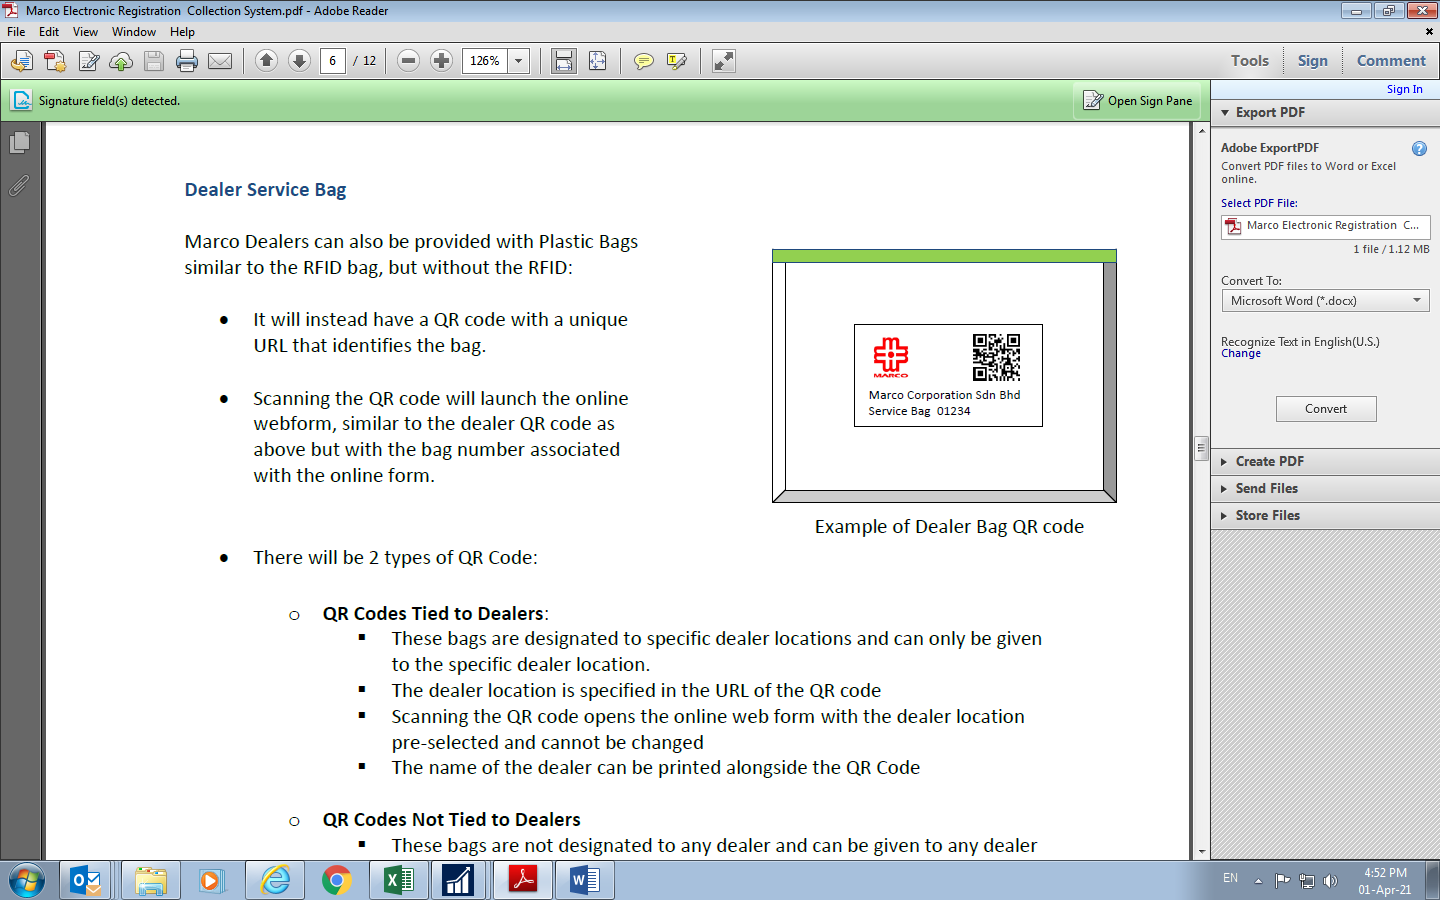 Marco Electronic Registration  Collection System.pdf - Adobe Reader
File Edit View Window Help
6 / 12 126% Tools Sign Comment
Signature field(s) detected. Open Sign Pane
Sign In
Export PDF
Adobe ExportPDF
Convert PDF files to Word or Excel
online.
Select PDF File:
Marco Electronic Registration  C...
1 file / 1.12 MB
Convert To:
Microsoft Word (*.docx)
Recognize Text in English(U.S.)
Change
Convert
Create PDF
Send Files
Store Files
Dealer Service Bag
Marco Dealers can also be provided with Plastic Bags
similar to the RFID bag, but without the RFID:
• It will instead have a QR code with a unique
URL that identifies the bag.
• Scanning the QR code will launch the online
webform, similar to the dealer QR code as
above but with the bag number associated
with the online form.
MARCO
Marco Corporation Sdn Bhd
Service Bag  01234
Example of Dealer Bag QR code
• There will be 2 types of QR Code:
o QR Codes Tied to Dealers:
▪ These bags are designated to specific dealer locations and can only be given
to the specific dealer location.
▪ The dealer location is specified in the URL of the QR code
▪ Scanning the QR code opens the online web form with the dealer location
pre-selected and cannot be changed
▪ The name of the dealer can be printed alongside the QR Code
o QR Codes Not Tied to Dealers
▪ These bags are not designated to any dealer and can be given to any dealer
EN 4:52 PM
01-Apr-21